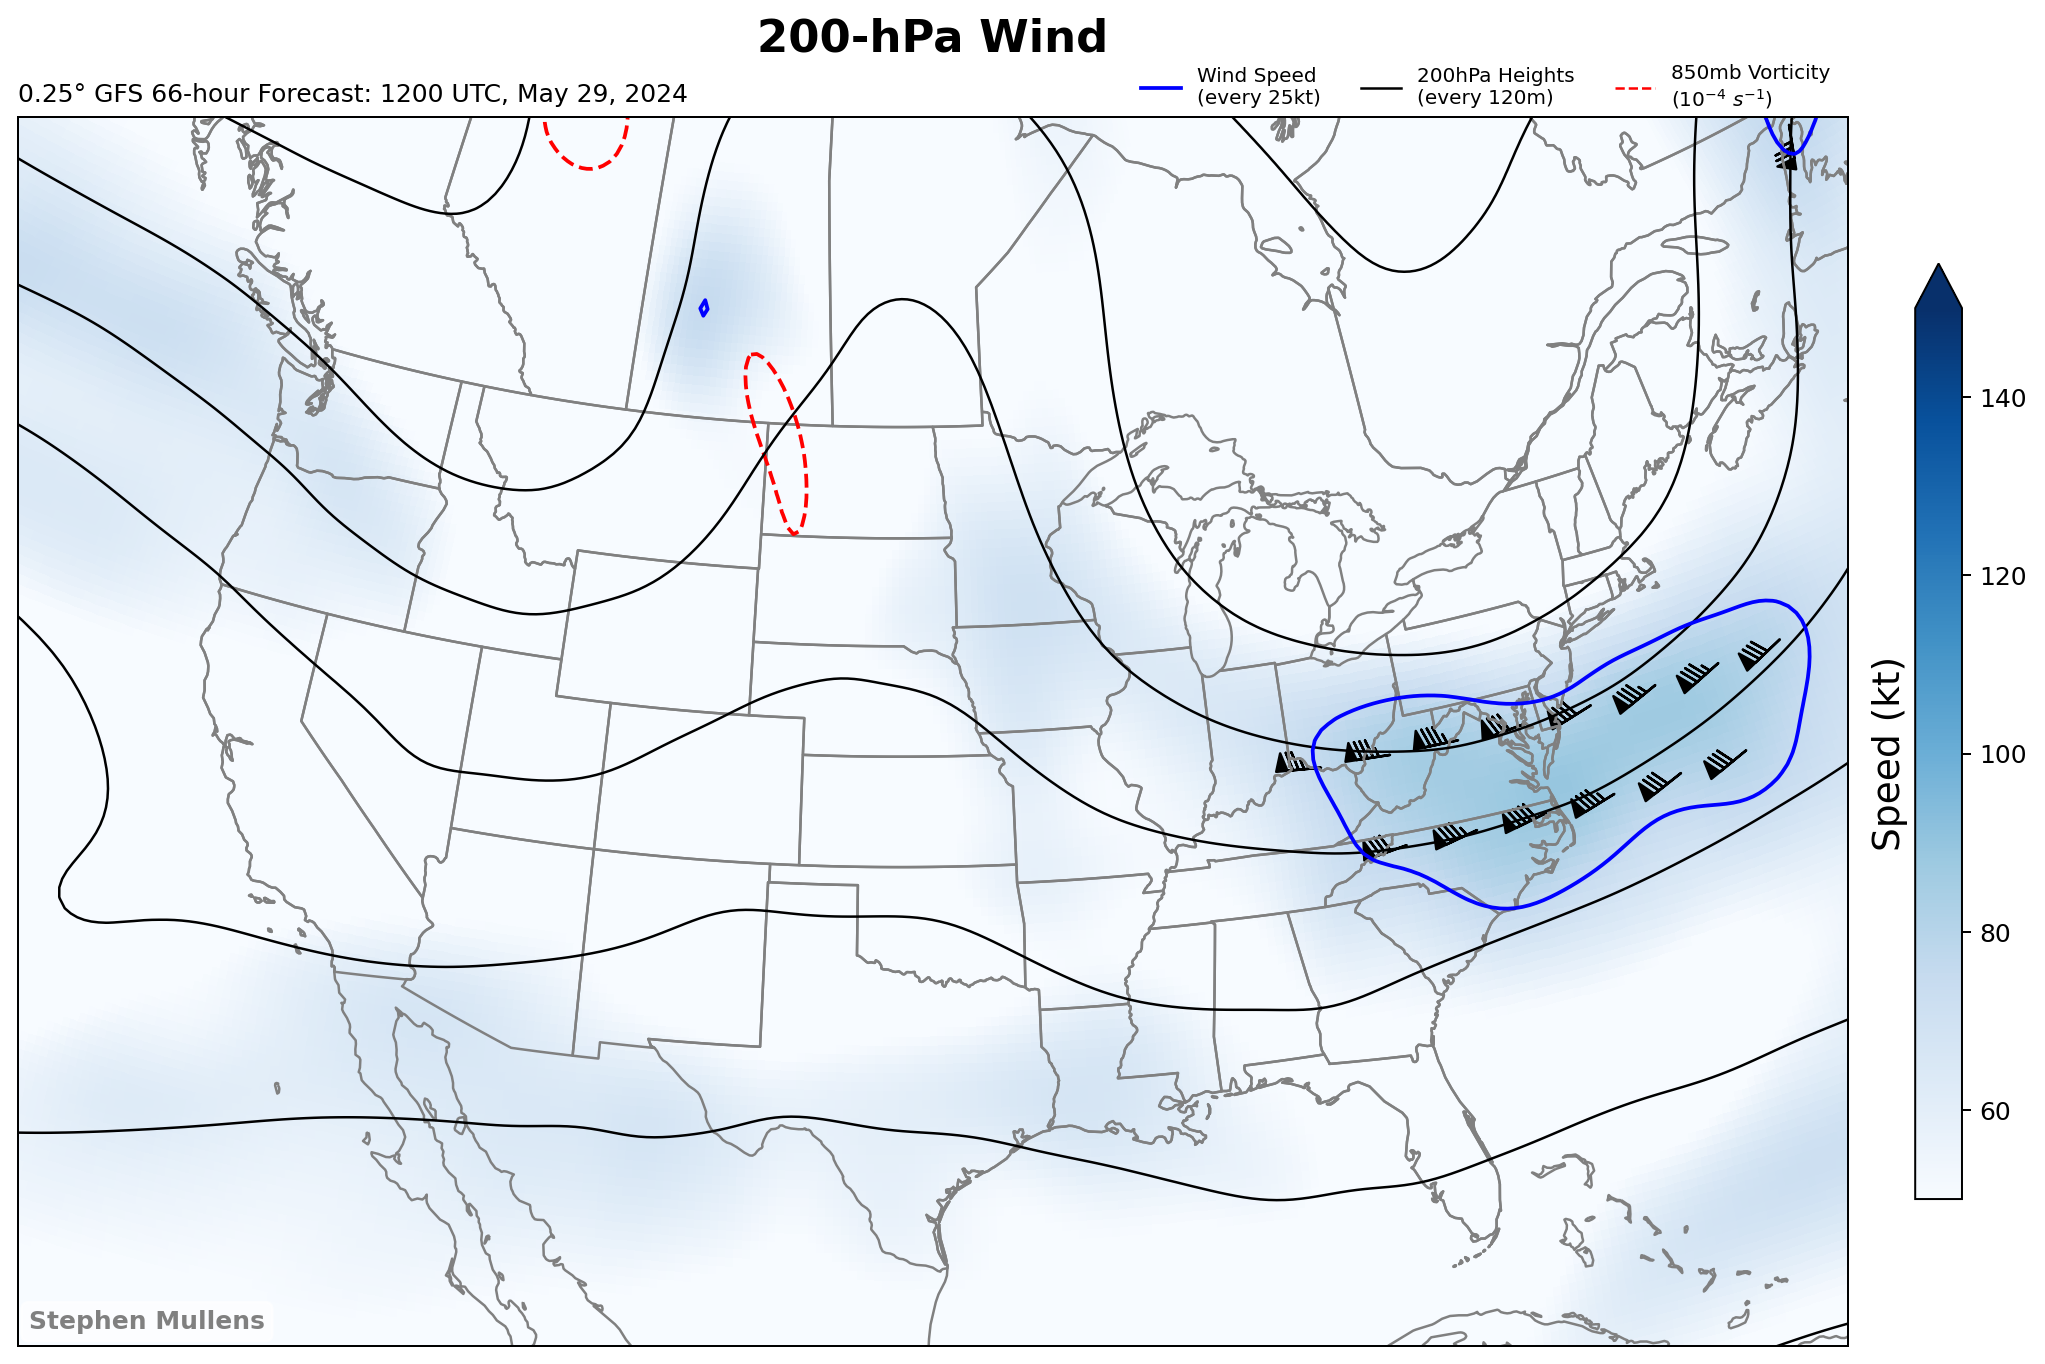 200-hPa Wind
0.25° GFS 66-hour Forecast: 1200 UTC, May 29, 2024
Wind Speed
(every 25kt)
200hPa Heights
(every 120m)
850mb Vorticity
(10⁻⁴ s⁻¹)
140
120
100
80
60
Speed (kt)
Stephen Mullens